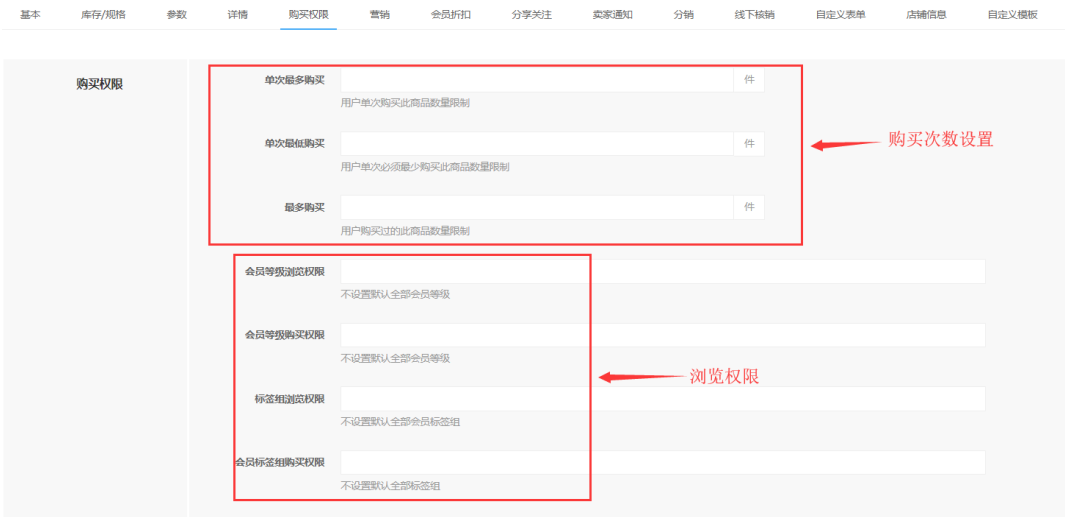 基本 库存/规格 参数 详情 购买权限 营销 会员折扣 分享关注 卖家通知 分销 线下核销 自定义表单 店铺信息 自定义模板
购买权限
单次最多购买 件
用户单次购买此商品数量限制
单次最低购买 件
用户单次必须最少购买此商品数量限制
购买次数设置
最多购买 件
用户购买过的此商品数量限制
会员等级浏览权限
不设置默认全部会员等级
会员等级购买权限
不设置默认全部会员等级
浏览权限
标签组浏览权限
不设置默认全部会员标签组
会员标签组购买权限
不设置默认全部标签组